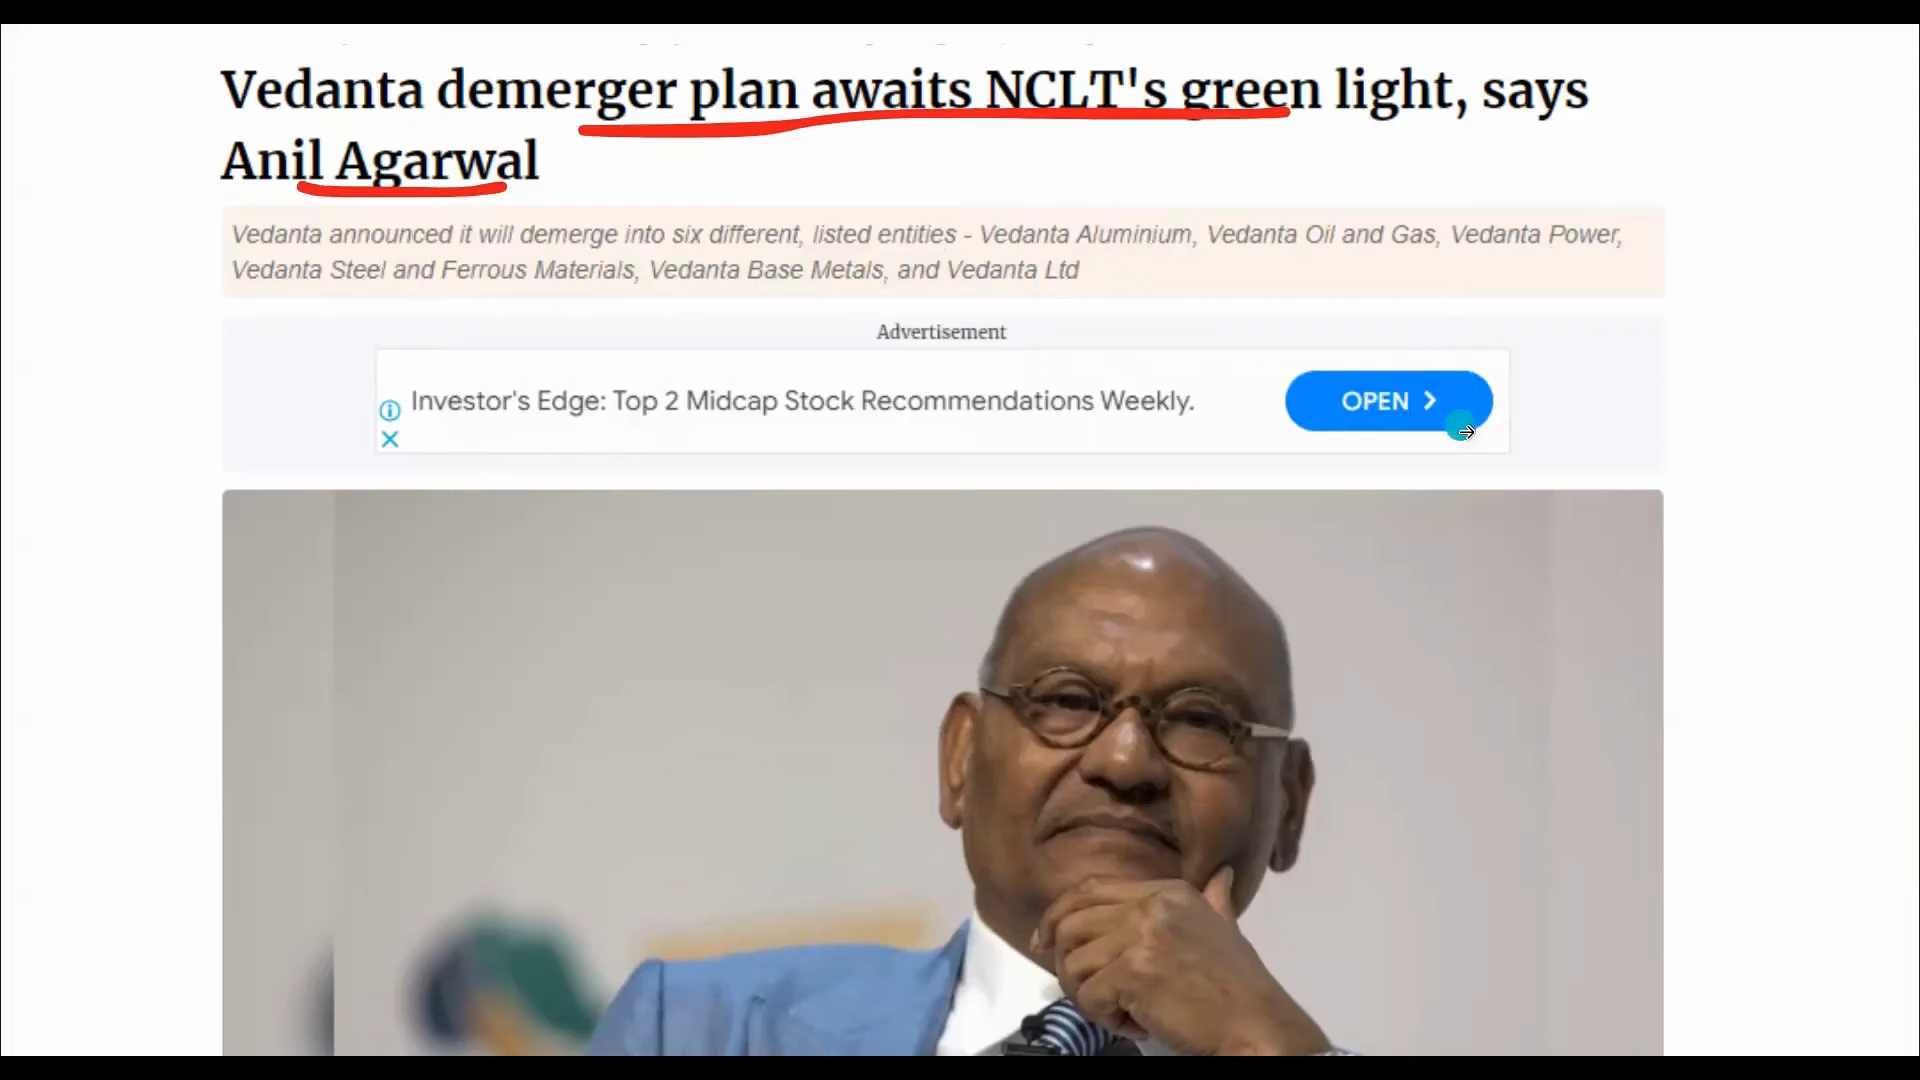 Vedanta demerger plan awaits NCLT's green light, says
Anil Agarwal
Vedanta announced it will demerge into six different, listed entities - Vedanta Aluminium, Vedanta Oil and Gas, Vedanta Power,
Vedanta Steel and Ferrous Materials, Vedanta Base Metals, and Vedanta Ltd
Advertisement
Investor's Edge: Top 2 Midcap Stock Recommendations Weekly.
OPEN